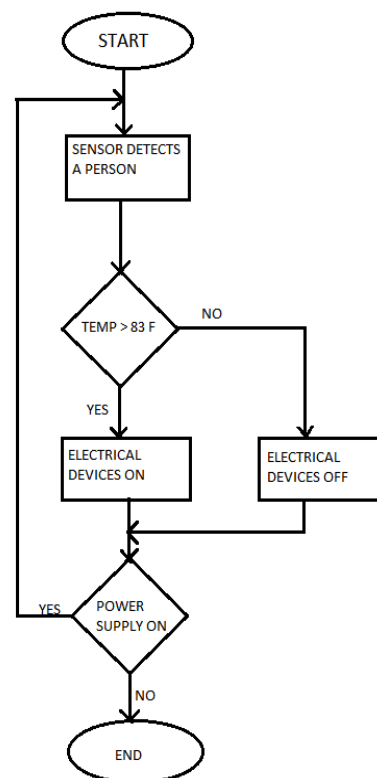 START
SENSOR DETECTS
A PERSON
TEMP > 83 F
NO
YES
ELECTRICAL
DEVICES ON
ELECTRICAL
DEVICES OFF
YES
POWER
SUPPLY ON
NO
END